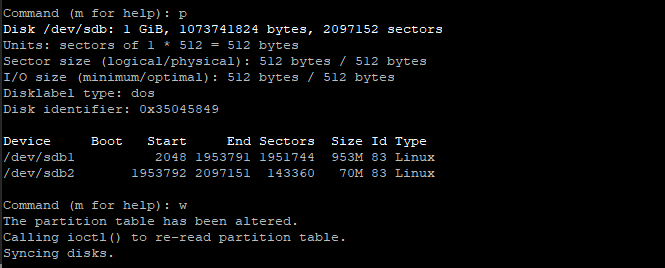 Command (m for help): p
Disk /dev/sdb: 1 GiB, 1073741824 bytes, 2097152 sectors
Units: sectors of 1 * 512 = 512 bytes
Sector size (logical/physical): 512 bytes / 512 bytes
I/O size (minimum/optimal): 512 bytes / 512 bytes
Disklabel type: dos
Disk identifier: 0x35045849
Device     Boot   Start     End Sectors  Size Id Type
/dev/sdb1          2048 1953791 1951744  953M 83 Linux
/dev/sdb2       1953792 2097151  143360   70M 83 Linux
Command (m for help): w
The partition table has been altered.
Calling ioctl() to re-read partition table.
Syncing disks.